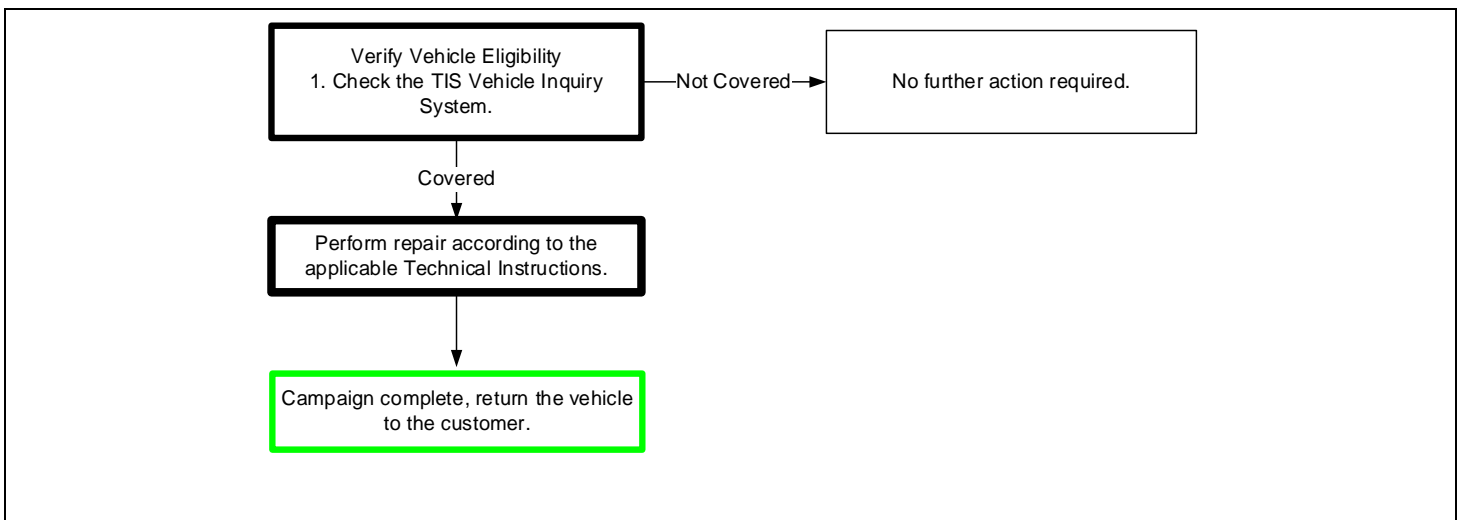 Verify Vehicle Eligibility
1. Check the TIS Vehicle Inquiry
System.
Not Covered
No further action required.
Covered
Perform repair according to the
applicable Technical Instructions.
Campaign complete, return the vehicle
to the customer.